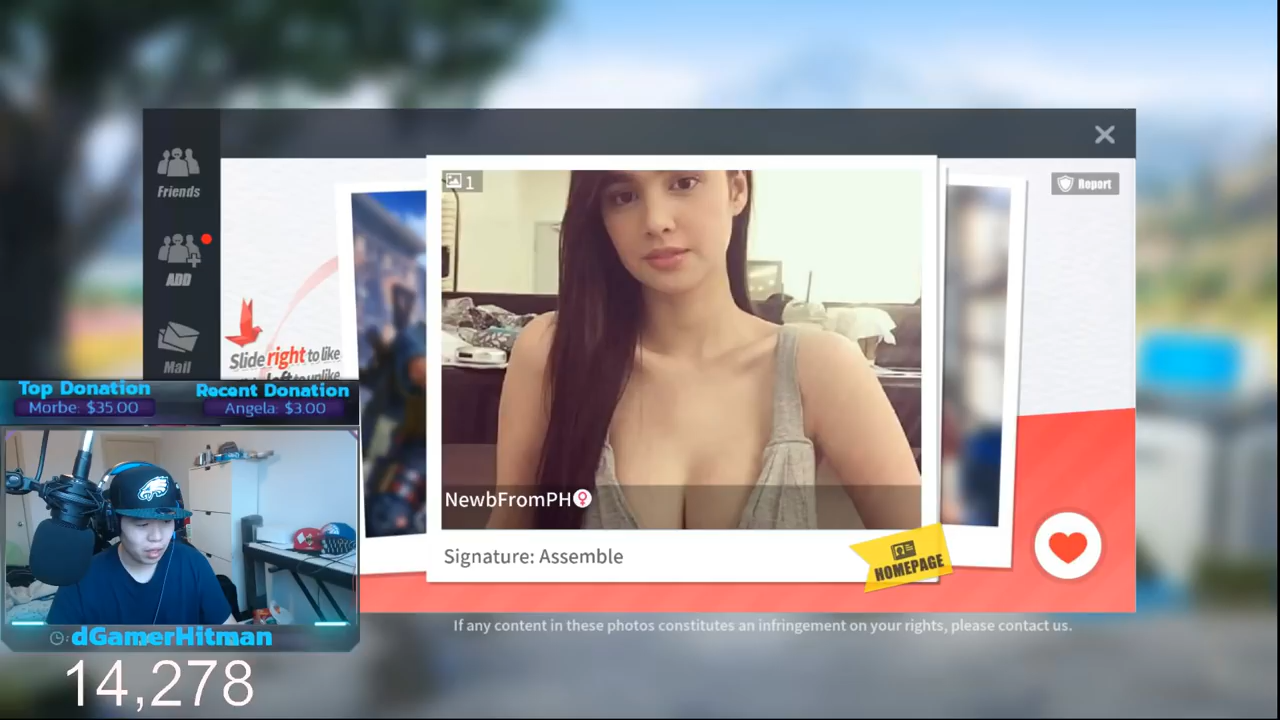 Friends
ADD
Mail
1
Report
Slide right to like
Top Donation
Morbe: $35.00
Recent Donation
Angela: $3.00
NewbFromPH
Signature: Assemble
HOMEPAGE
If any content in these photos constitutes an infringement on your rights, please contact us.
dGamerHitman
14,278